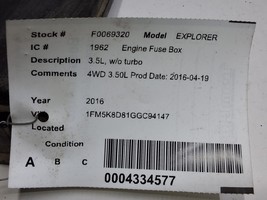 Stock # F0069320 Model EXPLORER
IC # 1982 Engine Fuse Box
Description 3.5L, w/o turbo
Comments 4WD 3.50L Prod Date: 2016-04-19
Year 2016
1FM5K8D81GGC94147
Located
Condition
A B C
0004334577